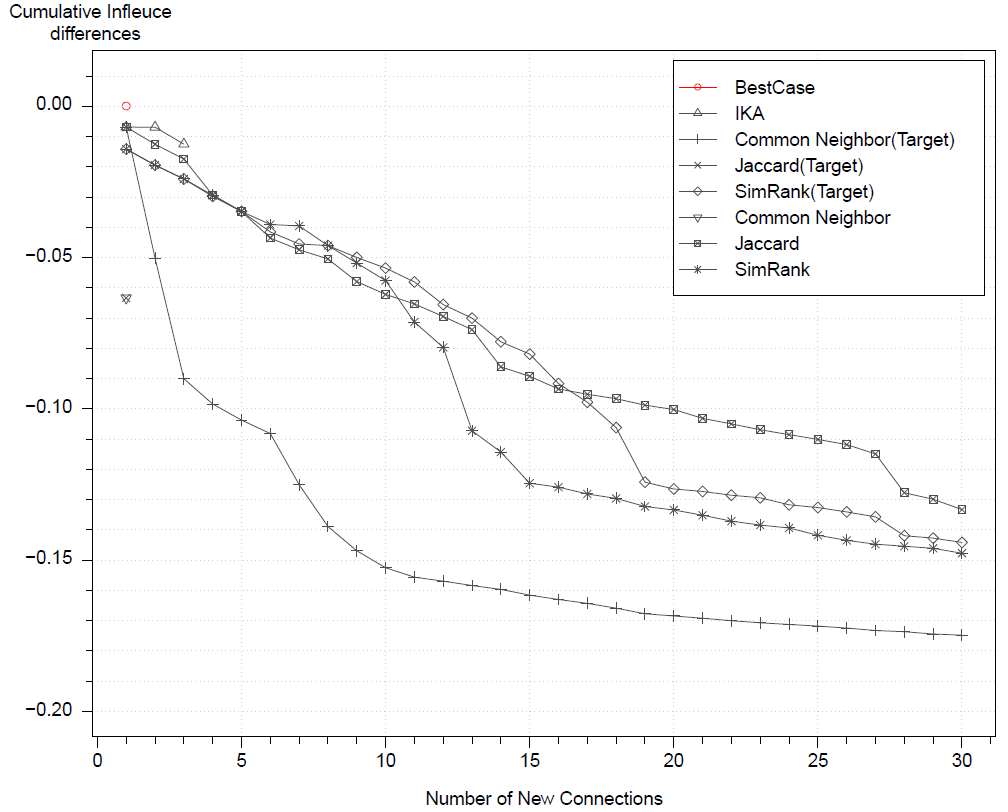 Cumulative Infleuce
differences
0.00
−0.05
−0.10
−0.15
−0.20
BestCase
IKA
Common Neighbor(Target)
Jaccard(Target)
SimRank(Target)
Common Neighbor
Jaccard
SimRank
0 5 10 15 20 25 30
Number of New Connections